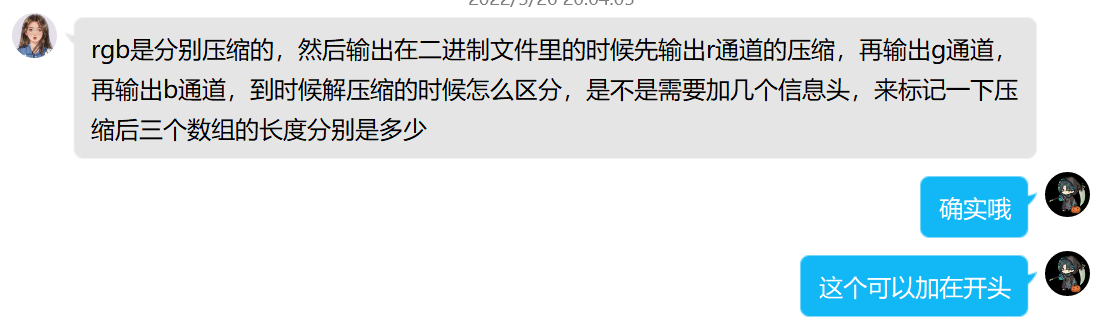 rgb是分别压缩的，然后输出在二进制文件里的时候先输出r通道的压缩，再输出g通道，
再输出b通道，到时候解压缩的时候怎么区分，是不是需要加几个信息头，来标记一下压
缩后三个数组的长度分别是多少
确实哦
这个可以加在开头